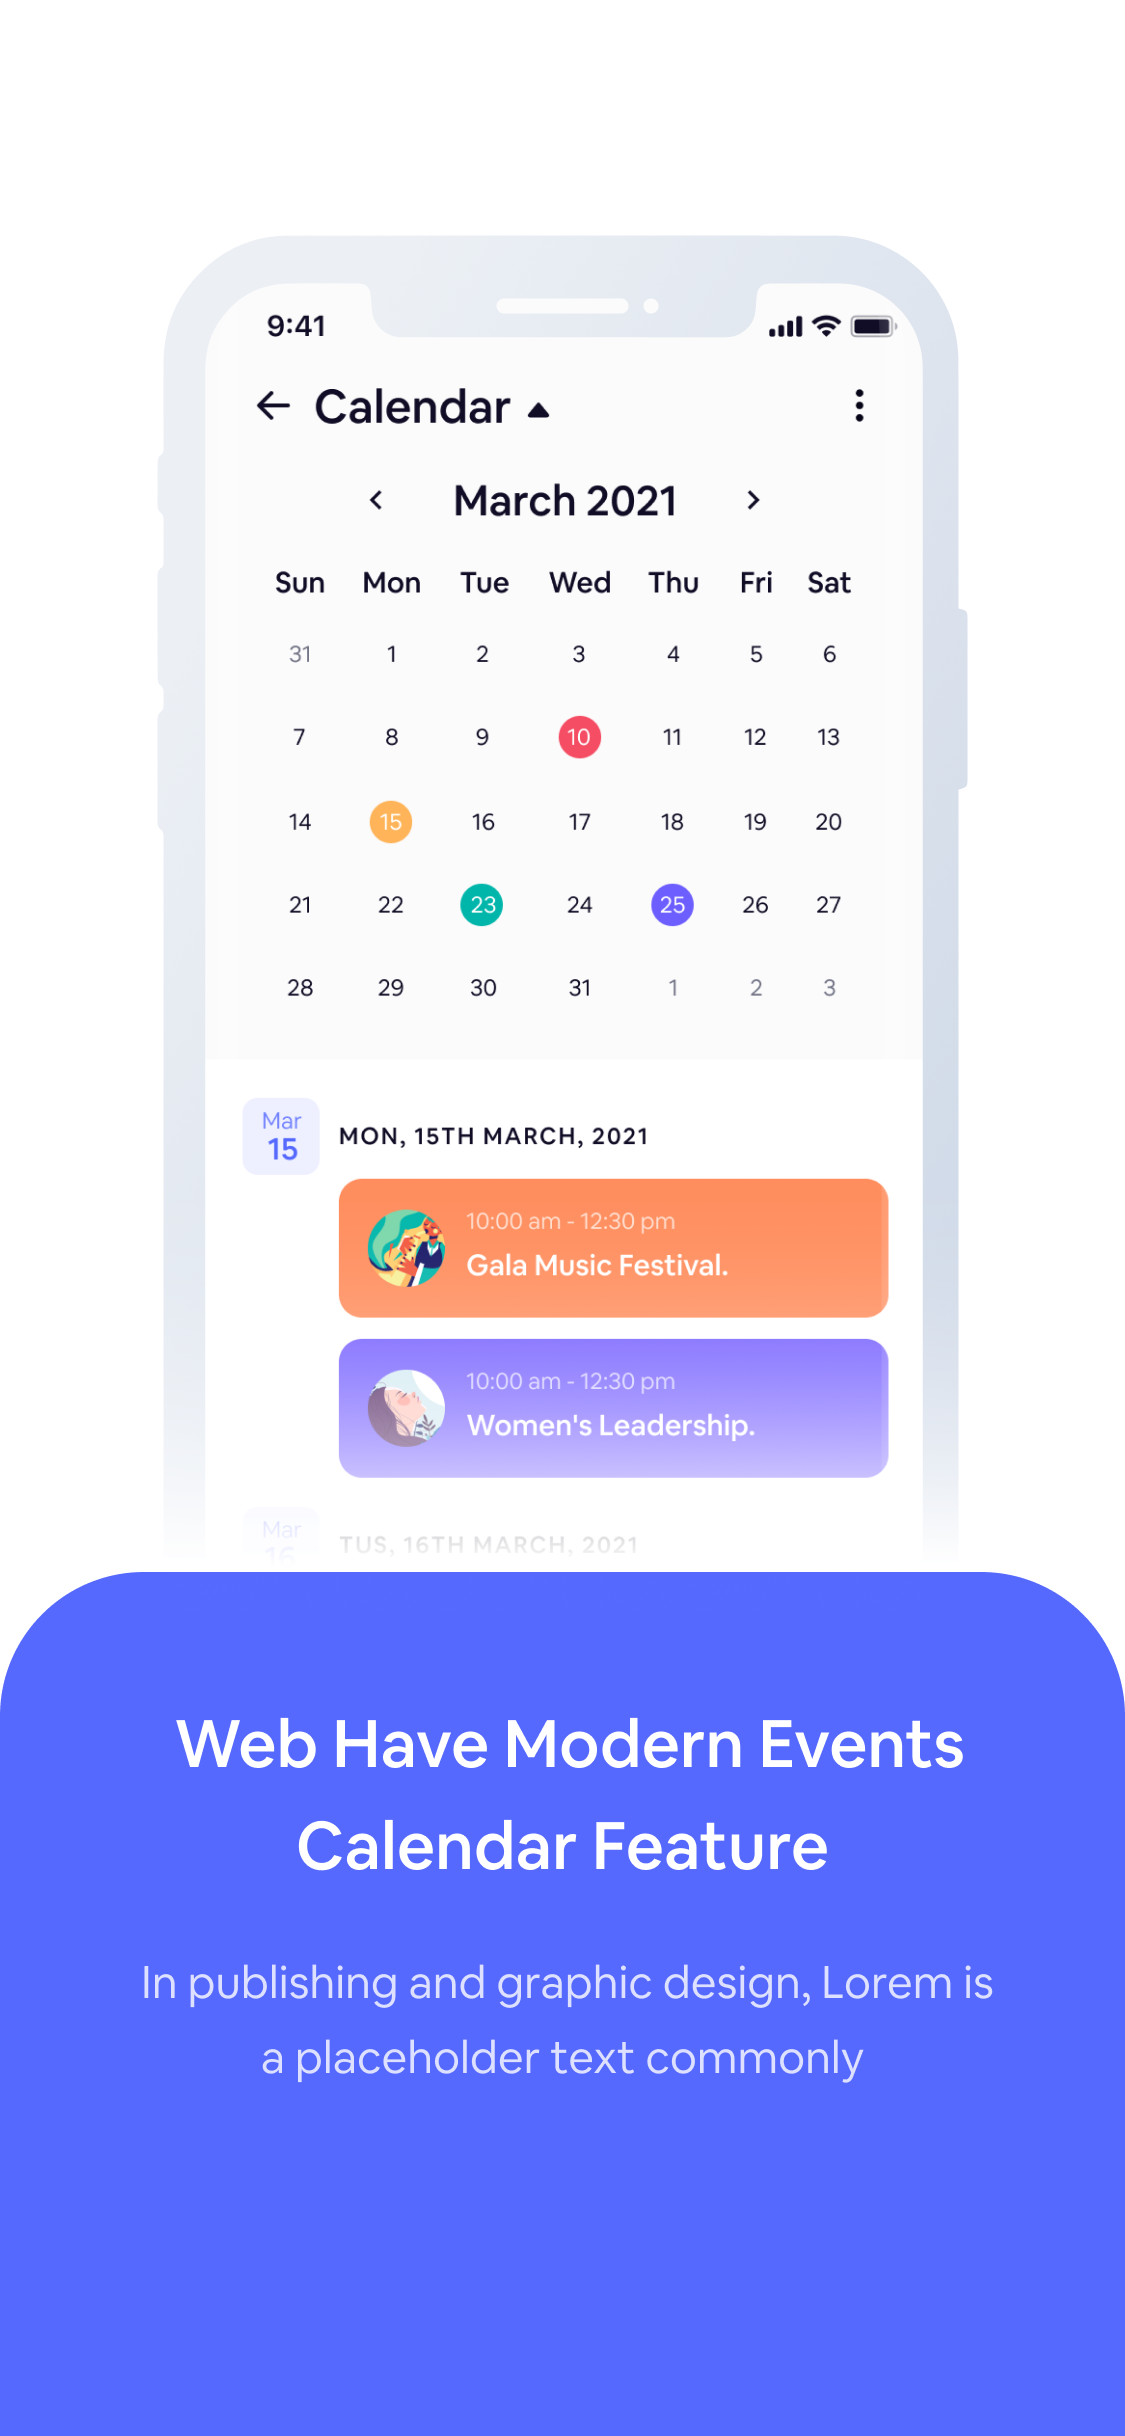 9:41
Calendar
March 2021
Sun Mon Tue Wed Thu Fri Sat
31 1 2 3 4 5 6
7 8 9 10 11 12 13
14 15 16 17 18 19 20
21 22 23 24 25 26 27
28 29 30 31 1 2 3
Mar
15
MON, 15TH MARCH, 2021
10:00 am - 12:30 pm
Gala Music Festival.
10:00 am - 12:30 pm
Women's Leadership.
Mar
16
TUS, 16TH MARCH, 2021
Web Have Modern Events
Calendar Feature
In publishing and graphic design, Lorem is
a placeholder text commonly